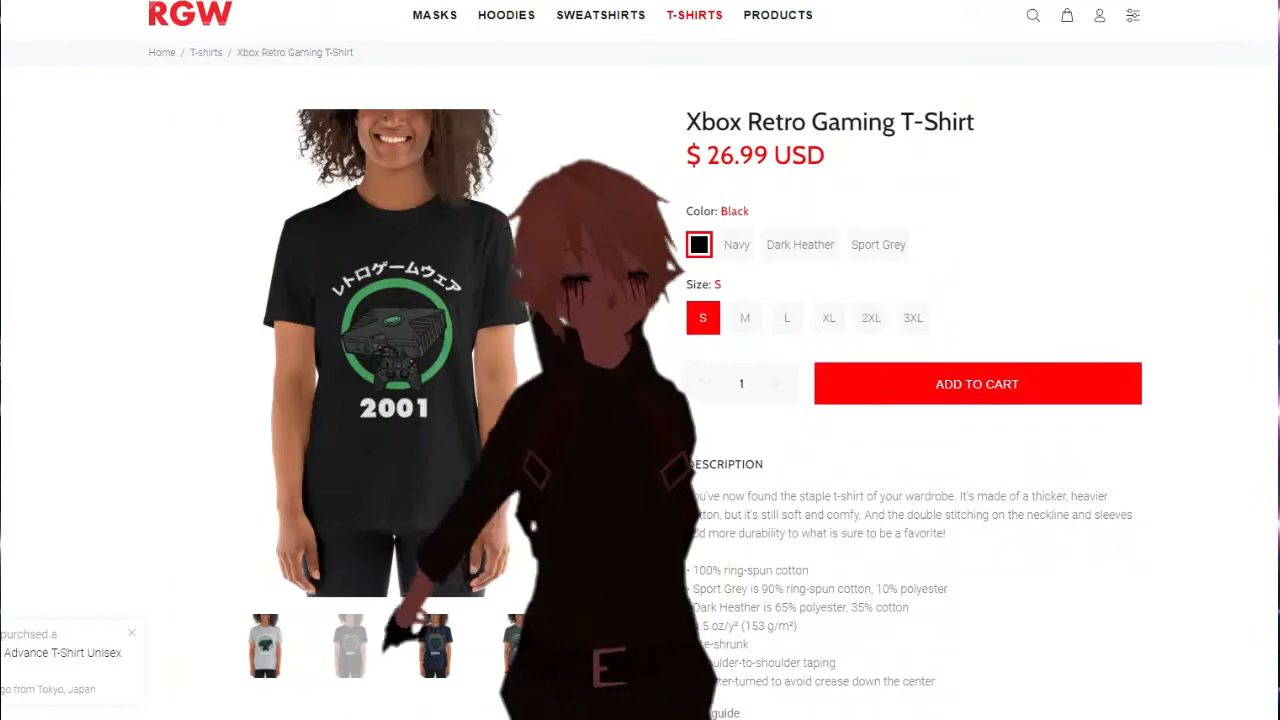 RGW
MASKS HOODIES SWEATSHIRTS T-SHIRTS PRODUCTS
Home / T-shirts / Xbox Retro Gaming T-Shirt
Xbox Retro Gaming T-Shirt
$ 26.99 USD
Color: Black
Navy Dark Heather Sport Grey
Size: S
S M L XL 2XL 3XL
1
ADD TO CART
レトロゲームウェア
2001
DESCRIPTION
You've now found the staple t-shirt of your wardrobe. It's made of a thicker, heavier
but it's still soft and comfy. And the double stitching on the neckline and sleeves
more durability to what is sure to be a favorite!
• 100% ring-spun cotton
• Sport Grey is 90% ring-spun cotton, 10% polyester
Dark Heather is 65% polyester, 35% cotton
.5 oz/y² (153 g/m²)
-shrunk
-to-shoulder taping
-turned to avoid crease down the center
guide
purchsed a
Advance T-Shirt Unisex
go from Tokyo, Japan